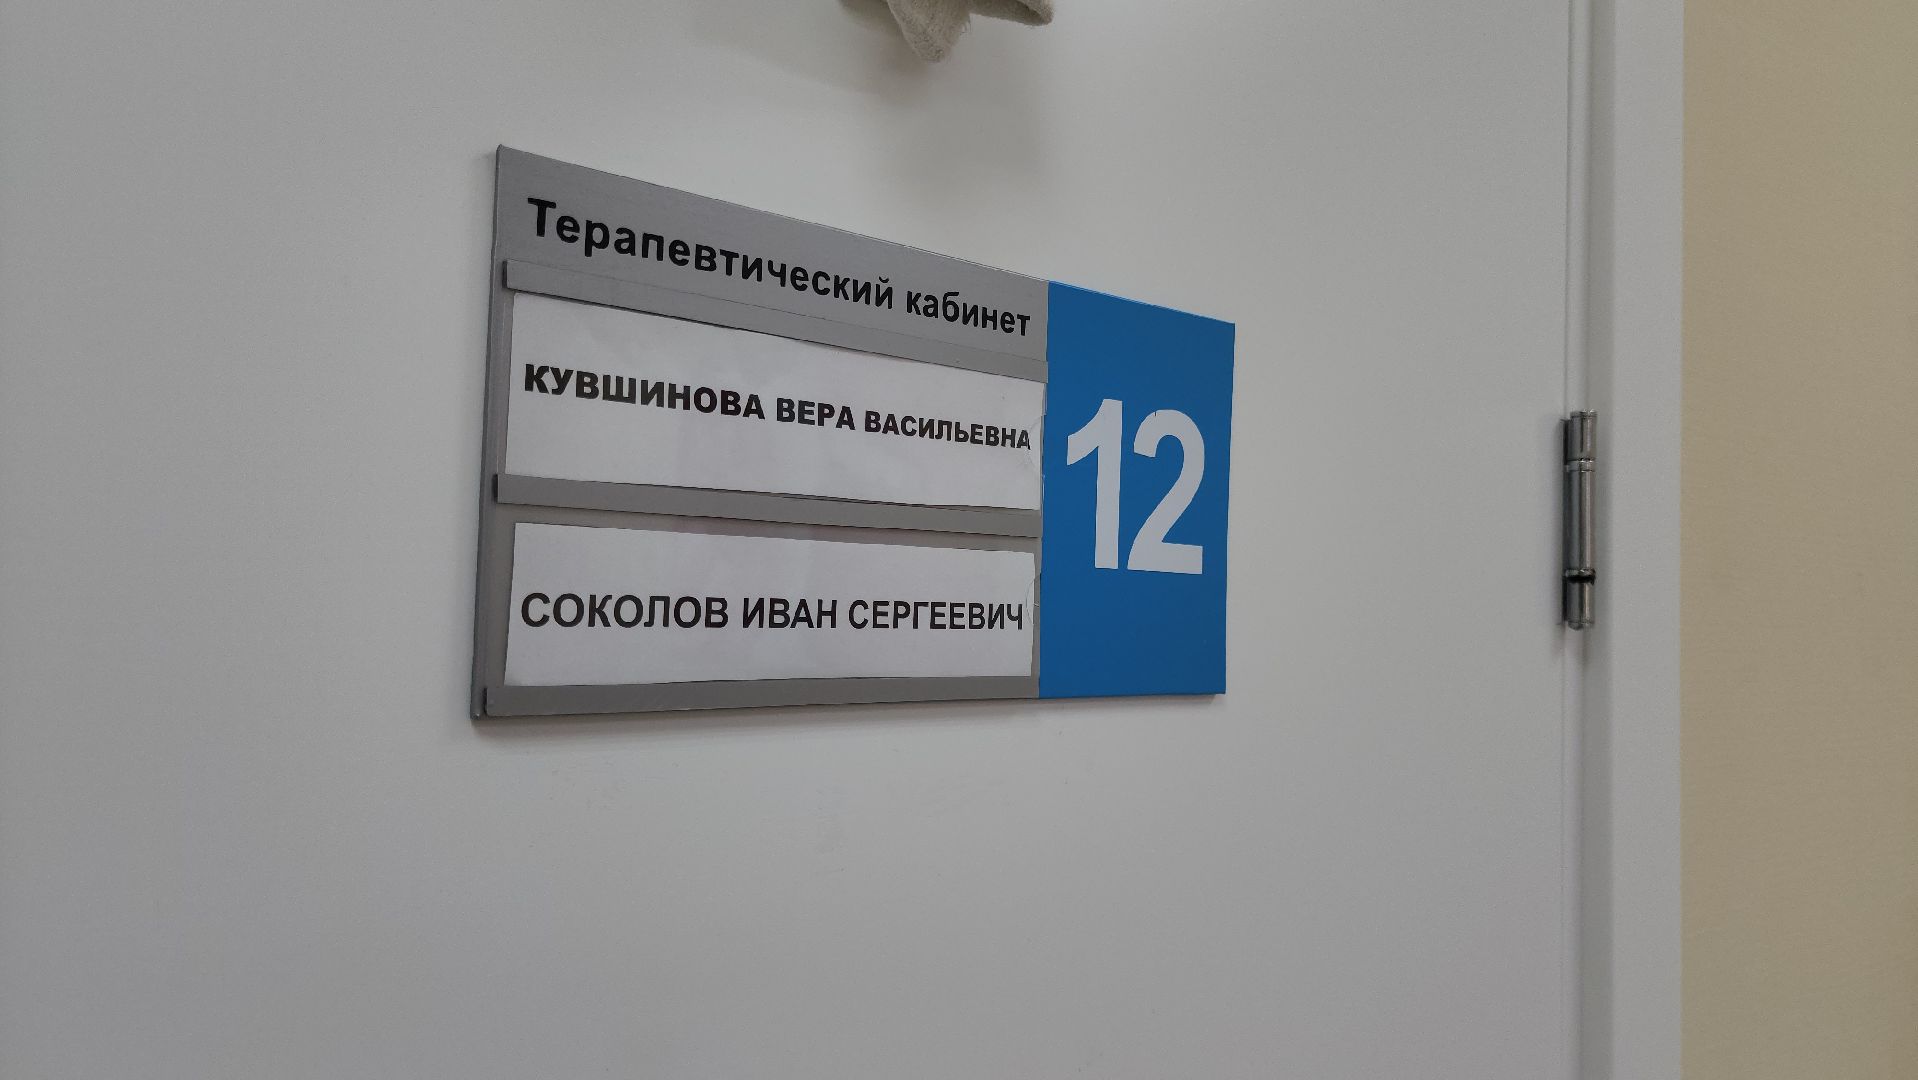 Терапевтический кабинет
КУВШИНОВА ВЕРА ВАСИЛЬЕВНА
СОКОЛОВ ИВАН СЕРГЕЕВИЧ
12